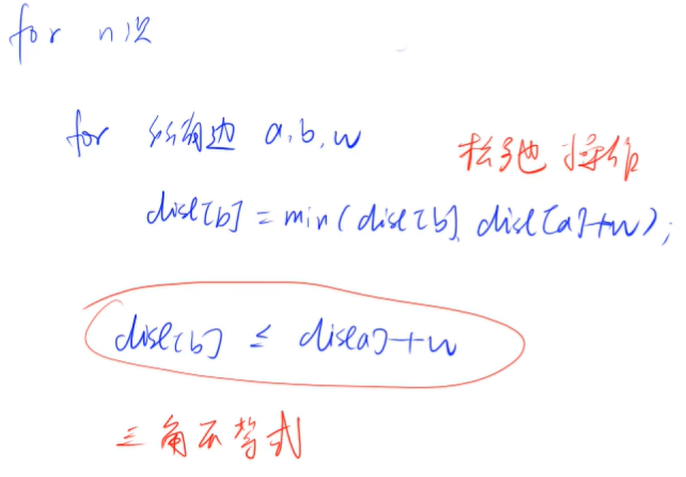 for n次
for 所有边 a,b,w
松弛操作
dist[b] = min(dist[b], dist[a]+w);
dist[b] ≤ dist[a]+w
三角不等式